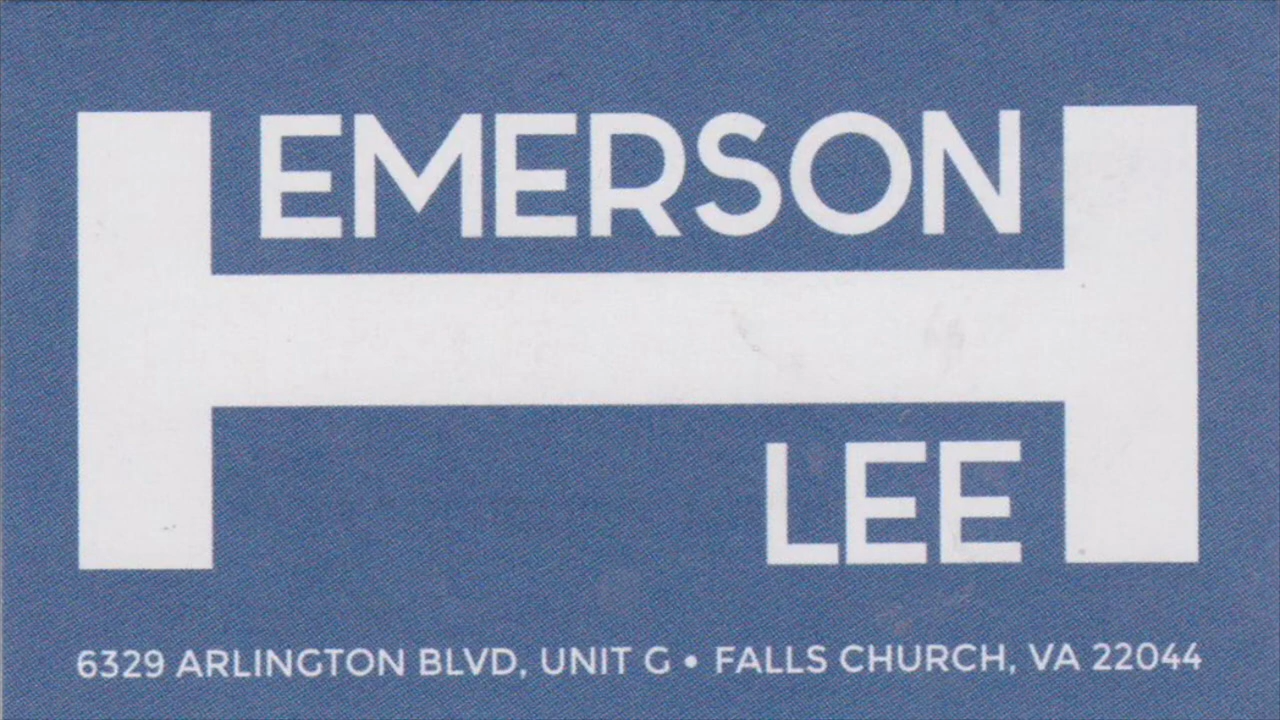 EMERSON
LEE
6329 ARLINGTON BLVD, UNIT G • FALLS CHURCH, VA 22044